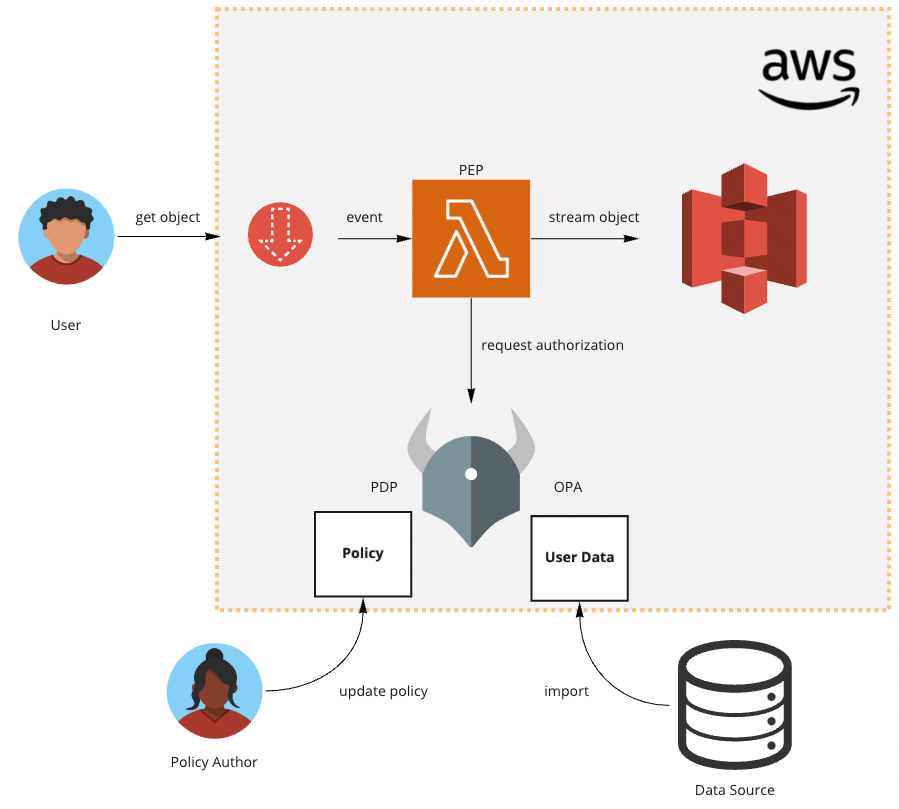 aws
PEP
get object
event
stream object
User
request authorization
PDP
OPA
Policy
User Data
update policy
import
Policy Author
Data Source